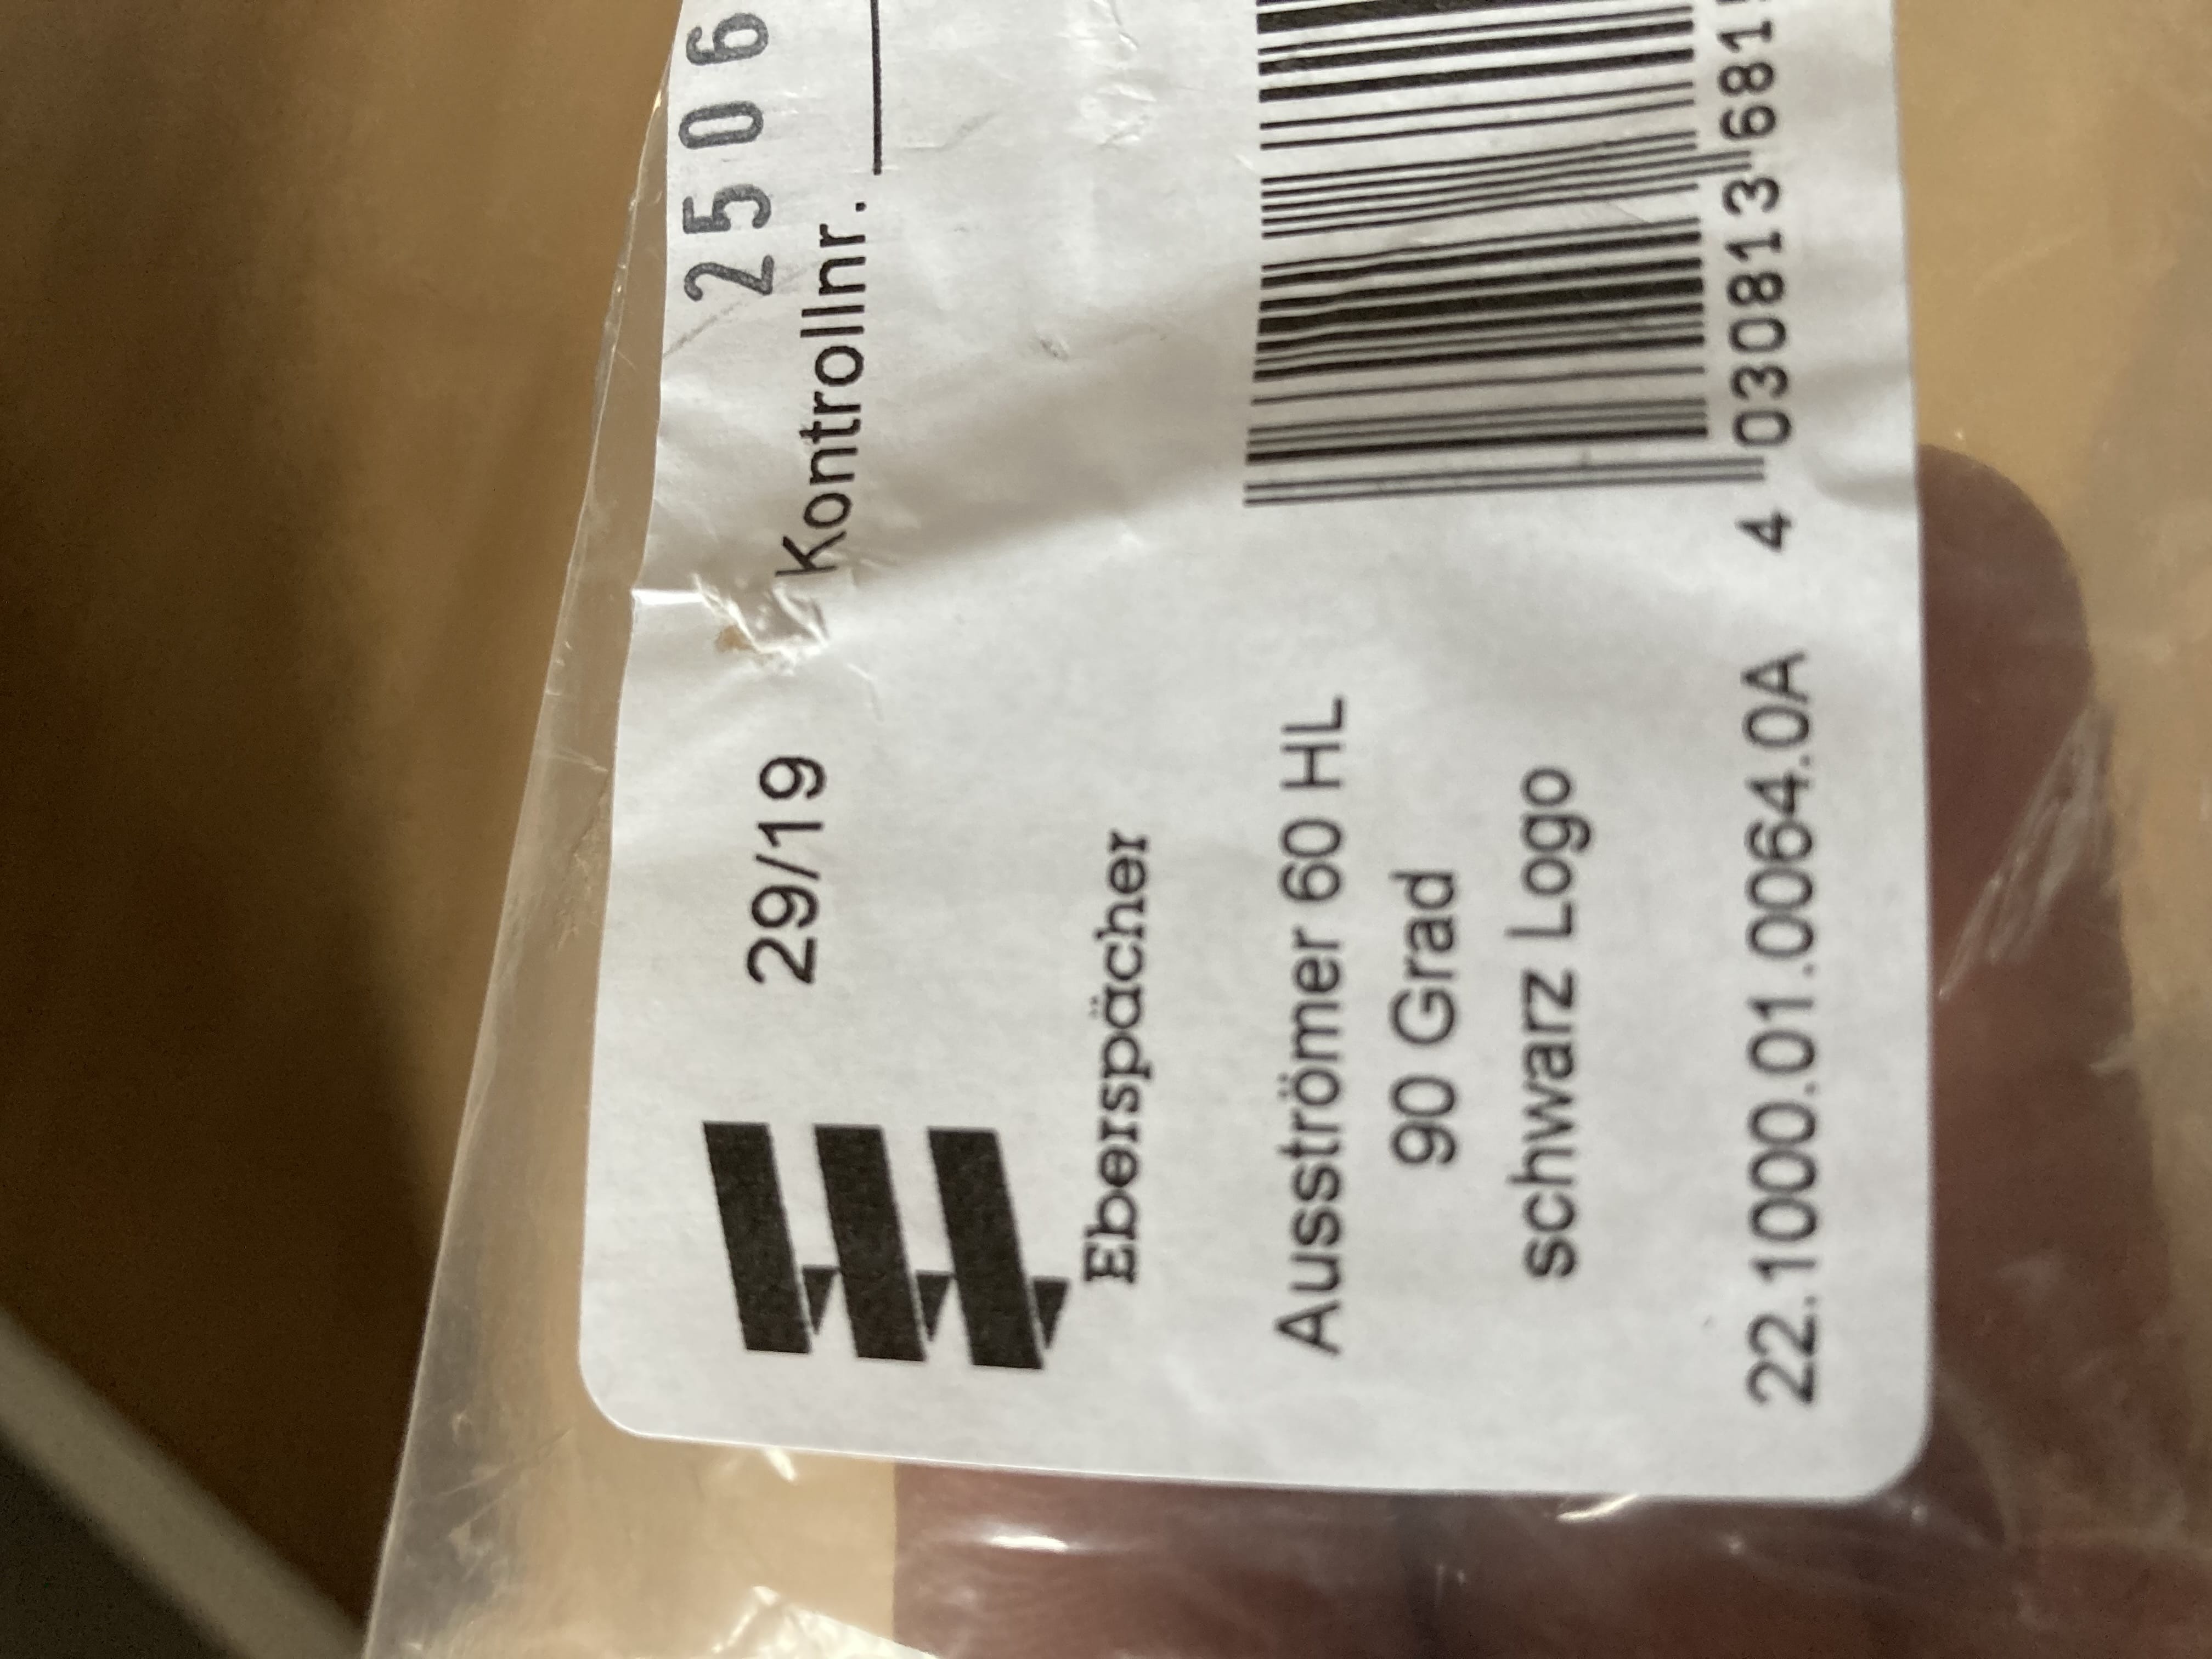 29/19
2506
Kontrollnr.
Eberspächer
Ausströmer 60 HL
90 Grad
schwarz Logo
22.1000.01.0064.0A
4 030813 681